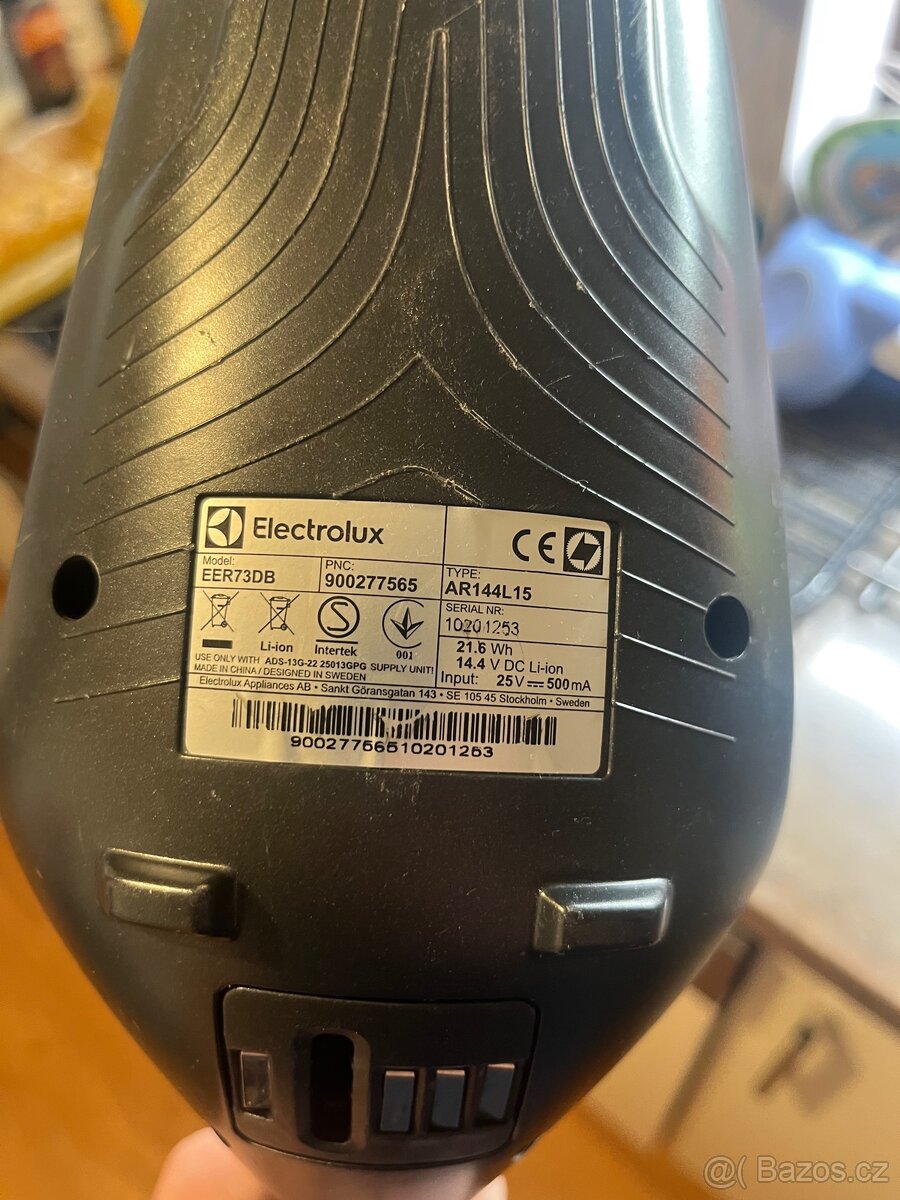 Electrolux
CE
Model:
EER73DB
PNC:
900277565
TYPE:
AR144L15
SERIAL NR:
10201253
21.6 Wh
14.4 V DC Li-ion
Input: 25V 500mA
Li-ion
S
Intertek
001
USE ONLY WITH ADS-13G-22 25013GPG SUPPLY UNIT!
MADE IN CHINA / DESIGNED IN SWEDEN
Electrolux Appliances AB • Sankt Göransgatan 143 • SE 105 45 Stockholm • Sweden
90027756510201253
@( Bazos.cz